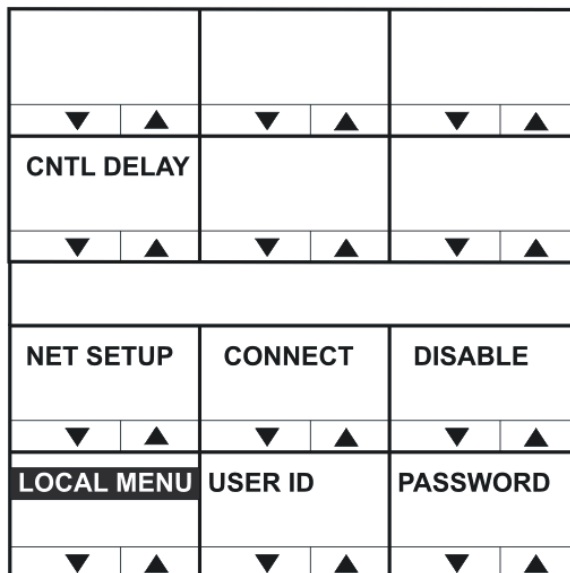 CNTL DELAY
NET SETUP CONNECT DISABLE
LOCAL MENU USER ID PASSWORD